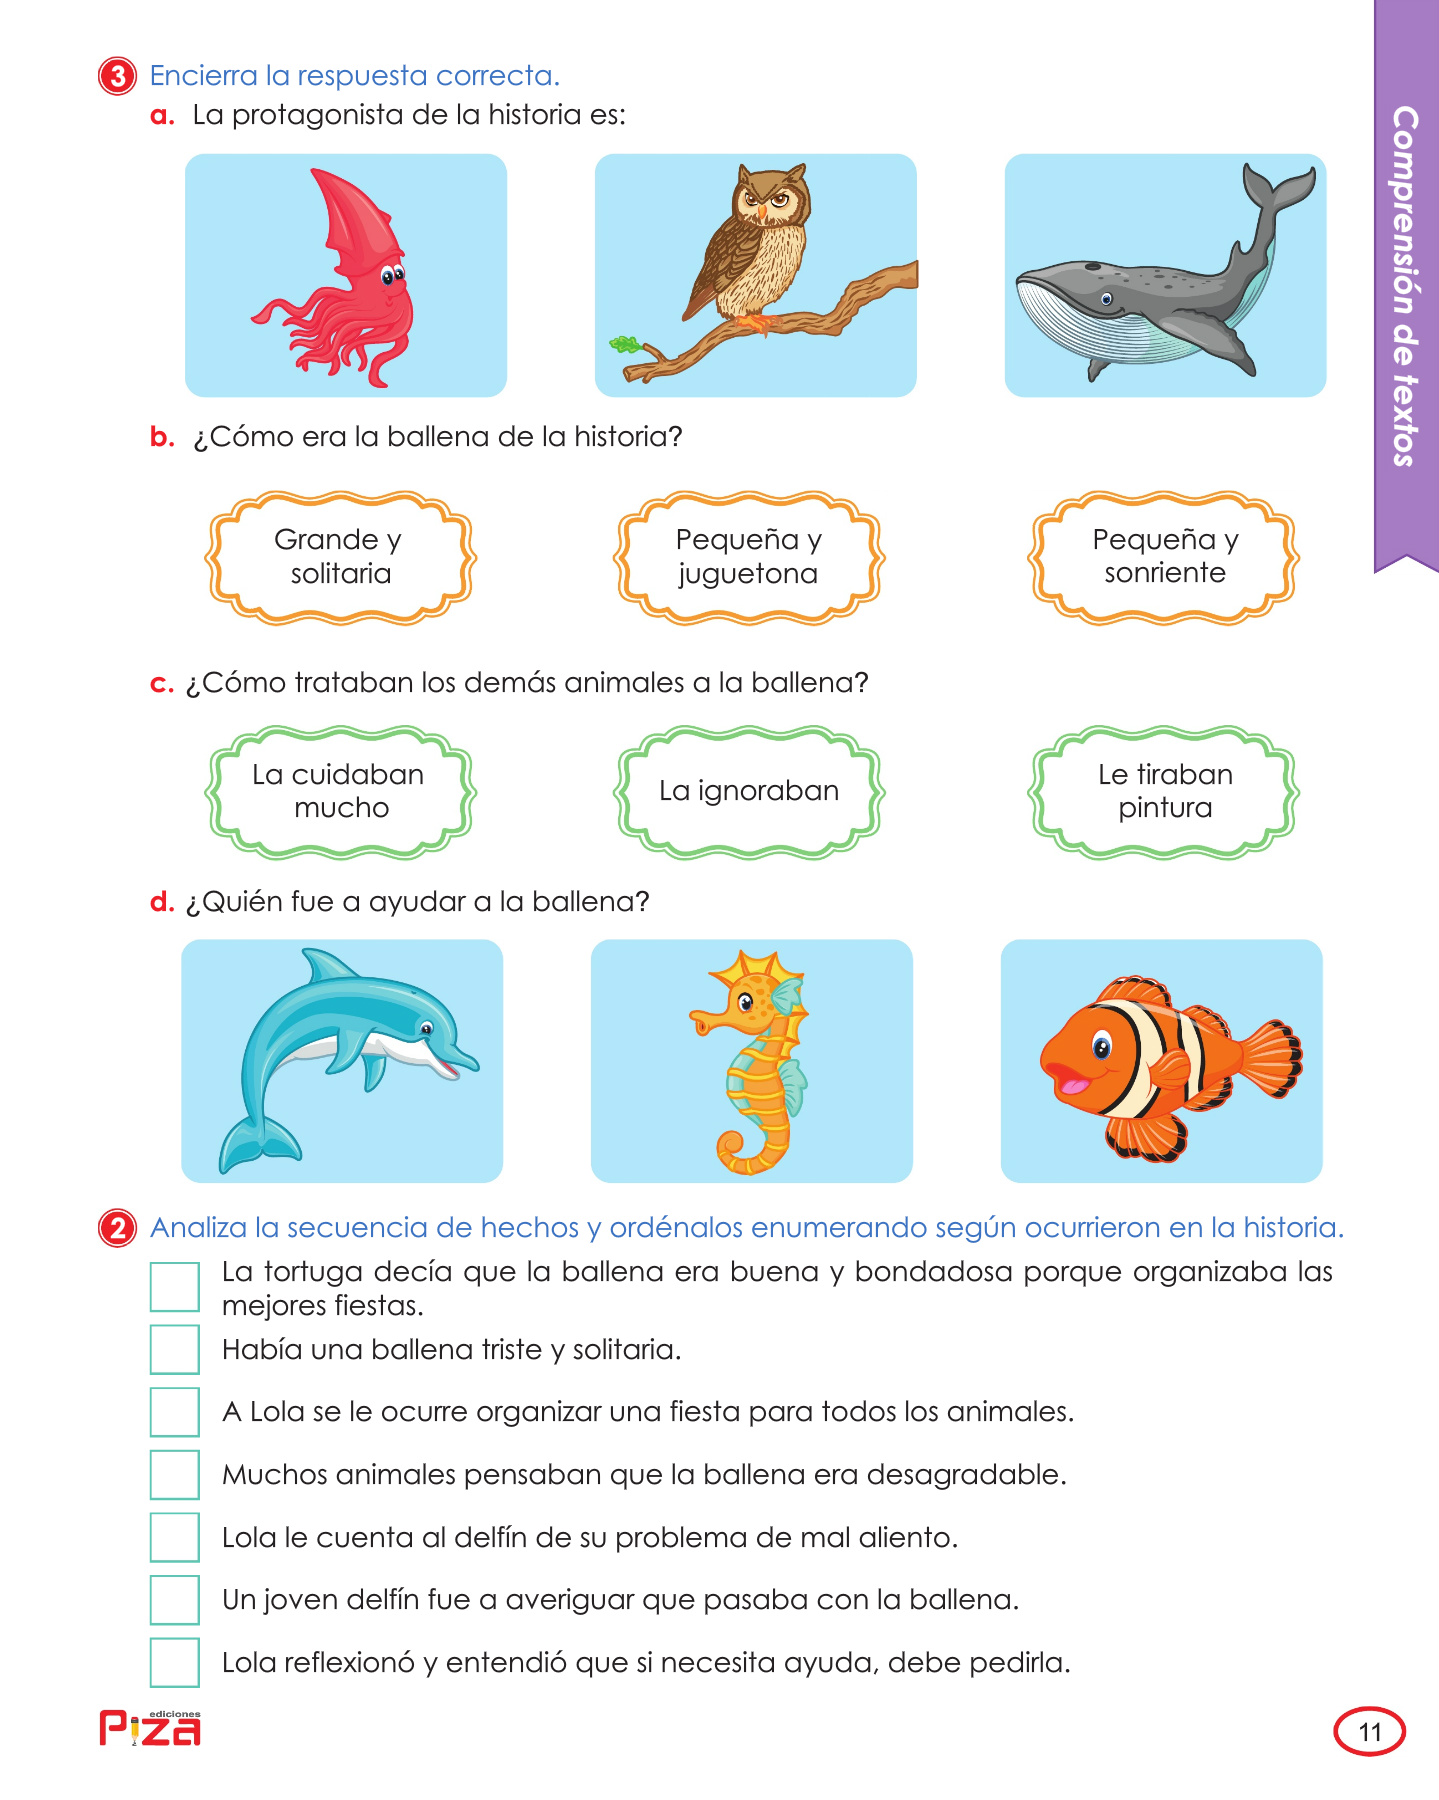 3 Encierra la respuesta correcta.
a. La protagonista de la historia es:
b. ¿Cómo era la ballena de la historia?
Grande y
solitaria
Pequeña y
juguetona
Pequeña y
sonriente
c. ¿Cómo trataban los demás animales a la ballena?
La cuidaban
mucho
La ignoraban
Le tiraban
pintura
d. ¿Quién fue a ayudar a la ballena?
2 Analiza la secuencia de hechos y ordénalos enumerando según ocurrieron en la historia.
La tortuga decía que la ballena era buena y bondadosa porque organizaba las
mejores fiestas.
Había una ballena triste y solitaria.
A Lola se le ocurre organizar una fiesta para todos los animales.
Muchos animales pensaban que la ballena era desagradable.
Lola le cuenta al delfín de su problema de mal aliento.
Un joven delfín fue a averiguar que pasaba con la ballena.
Lola reflexionó y entendió que si necesita ayuda, debe pedirla.
Comprensión de textos
ediciones
Piza
11